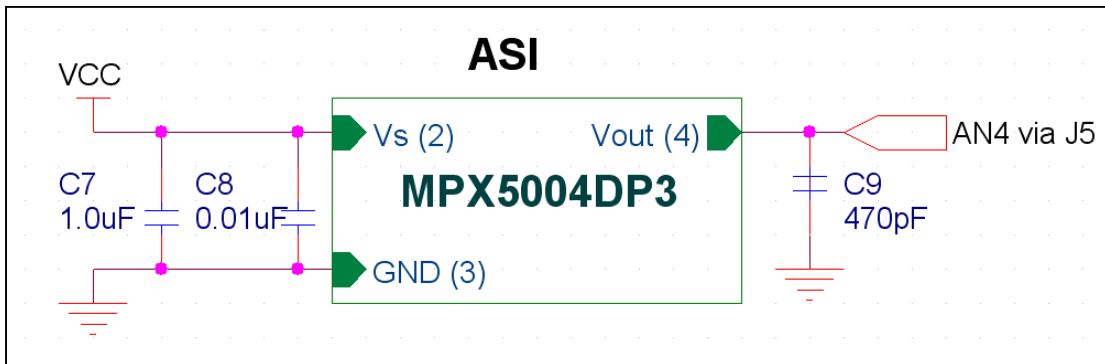 ASI
VCC
Vs (2)
Vout (4)
AN4 via J5
C7
1.0uF
C8
0.01uF
MPX5004DP3
C9
470pF
GND (3)